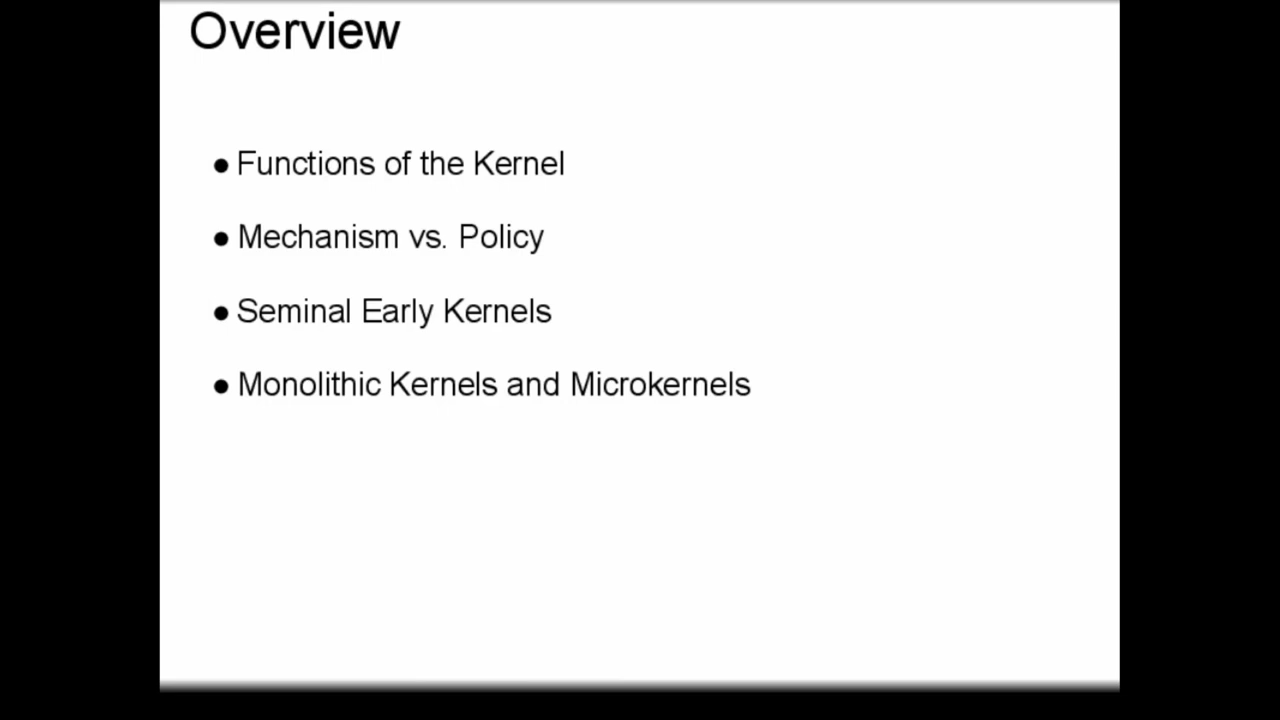 Overview
● Functions of the Kernel
● Mechanism vs. Policy
● Seminal Early Kernels
● Monolithic Kernels and Microkernels